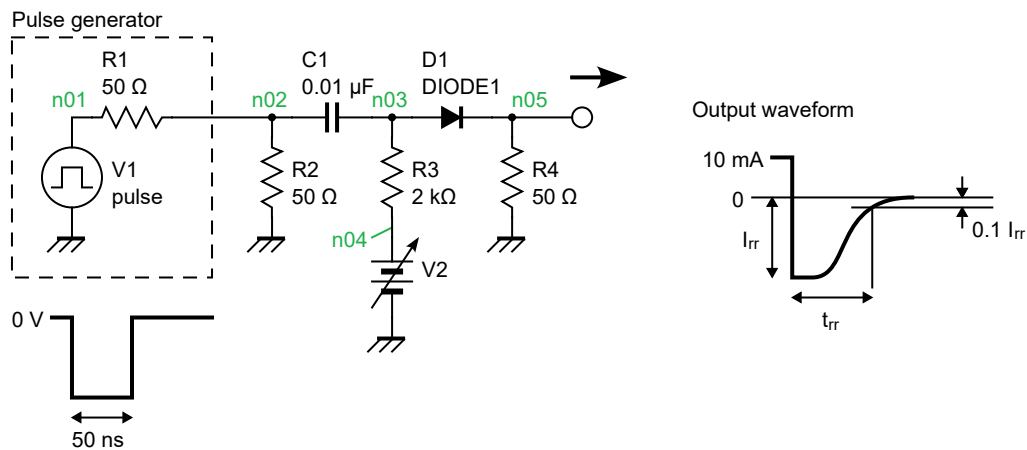 Pulse generator
R1
50 Ω
n01
V1
pulse
n02
R2
50 Ω
C1
0.01 µF
n03
R3
2 kΩ
n04
V2
D1
DIODE1
n05
R4
50 Ω
0 V
50 ns
Output waveform
10 mA
0
Irr
trr
0.1 Irr